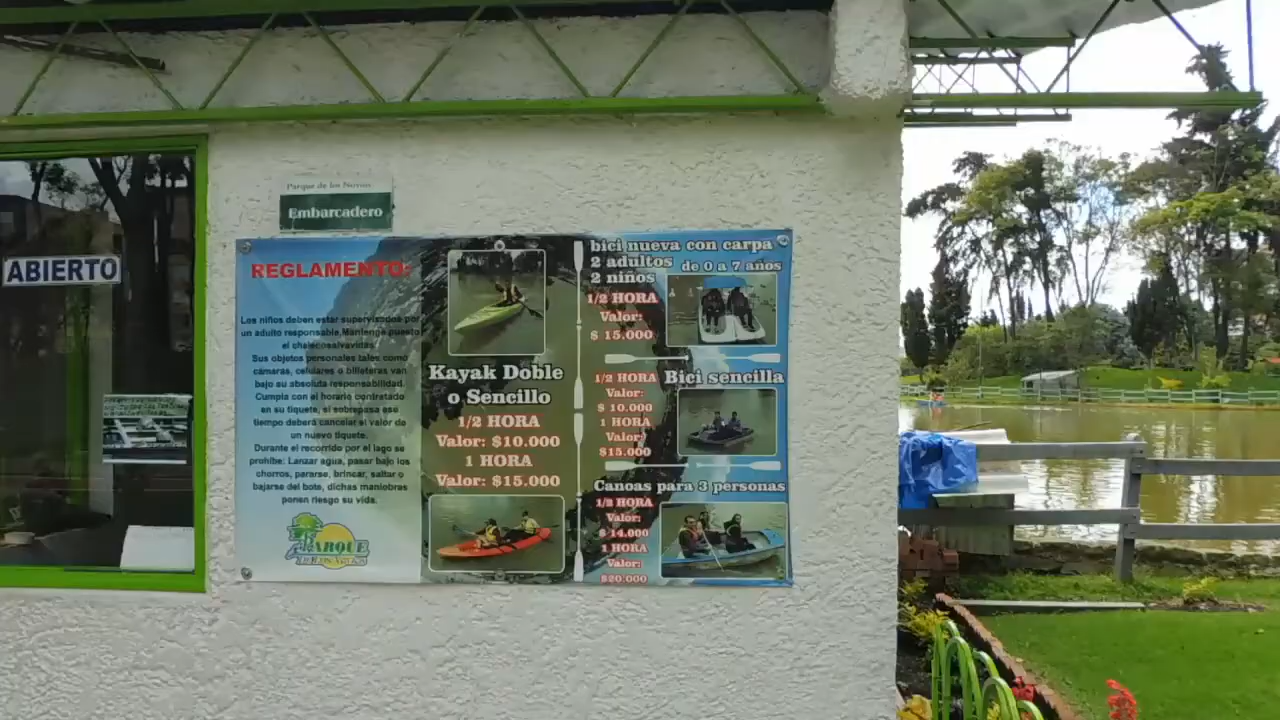 ABIERTO
Parque de los Novios
Embarcadero
REGLAMENTO:
Los niños deben estar supervisados por
un adulto responsable, Mantenga puesto
el chaleco salvavidas.
Sus objetos personales tales como
cámaras, celulares o billeteras van
bajo su absoluta responsabilidad.
Cumpla con el horario contratado
en su tiquete, si sobrepasa ese
tiempo deberá cancelar el valor de
un nuevo tiquete.
Durante el recorrido por el lago se
prohíbe: Lanzar agua, pasar bajo los
chorros, pararse, brincar, saltar o
bajarse del bote, dichas maniobras
ponen riesgo su vida.
PARQUE
Kayak Doble
o Sencillo
1/2 HORA
Valor: $10.000
1 HORA
Valor: $15.000
bici nueva con carpa
2 adultos de 0 a 7 años
2 niños
1/2 HORA
Valor:
$ 15.000
Bici sencilla
1/2 HORA
Valor:
$ 10.000
1 HORA
Valor:
$15.000
Canoas para 3 personas
1/2 HORA
Valor:
$ 14.000
1 HORA
Valor:
$20.000